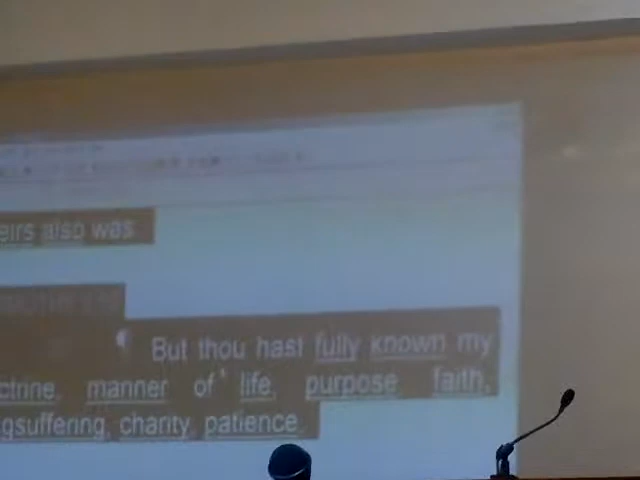 eirs also was
¶ But thou hast fully known my
ctrine, manner of life, purpose faith,
gsuffering, charity, patience